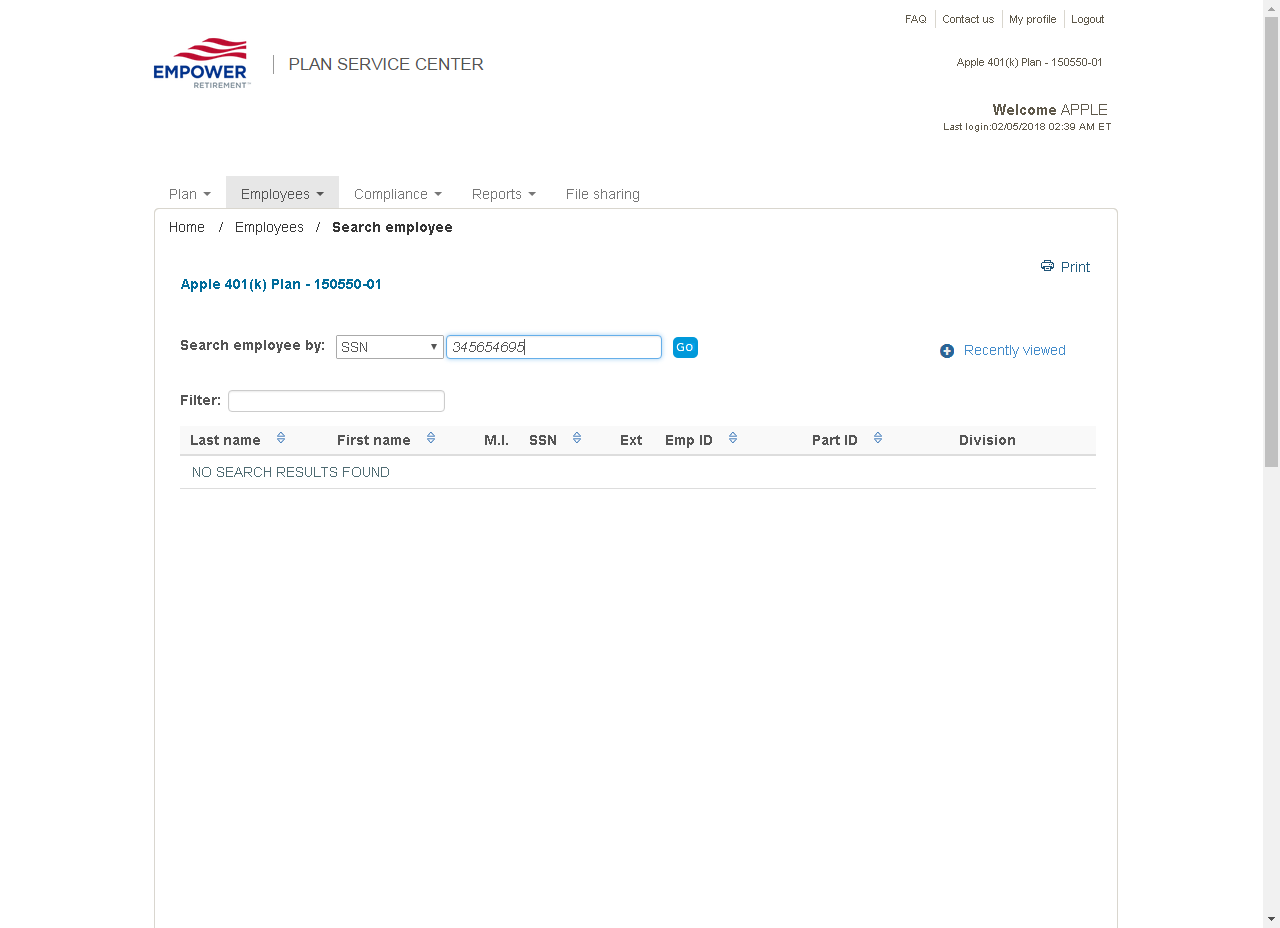 FAQ Contact us My profile Logout
EMPOWER
RETIREMENT™
PLAN SERVICE CENTER
Apple 401(k) Plan - 150550-01
Welcome APPLE
Last login:02/05/2018 02:39 AM ET
Plan Employees Compliance Reports File sharing
Home / Employees / Search employee
Print
Apple 401(k) Plan - 150550-01
Search employee by: SSN 345654695 GO
Recently viewed
Filter:
Last name First name M.I. SSN Ext Emp ID Part ID Division
NO SEARCH RESULTS FOUND